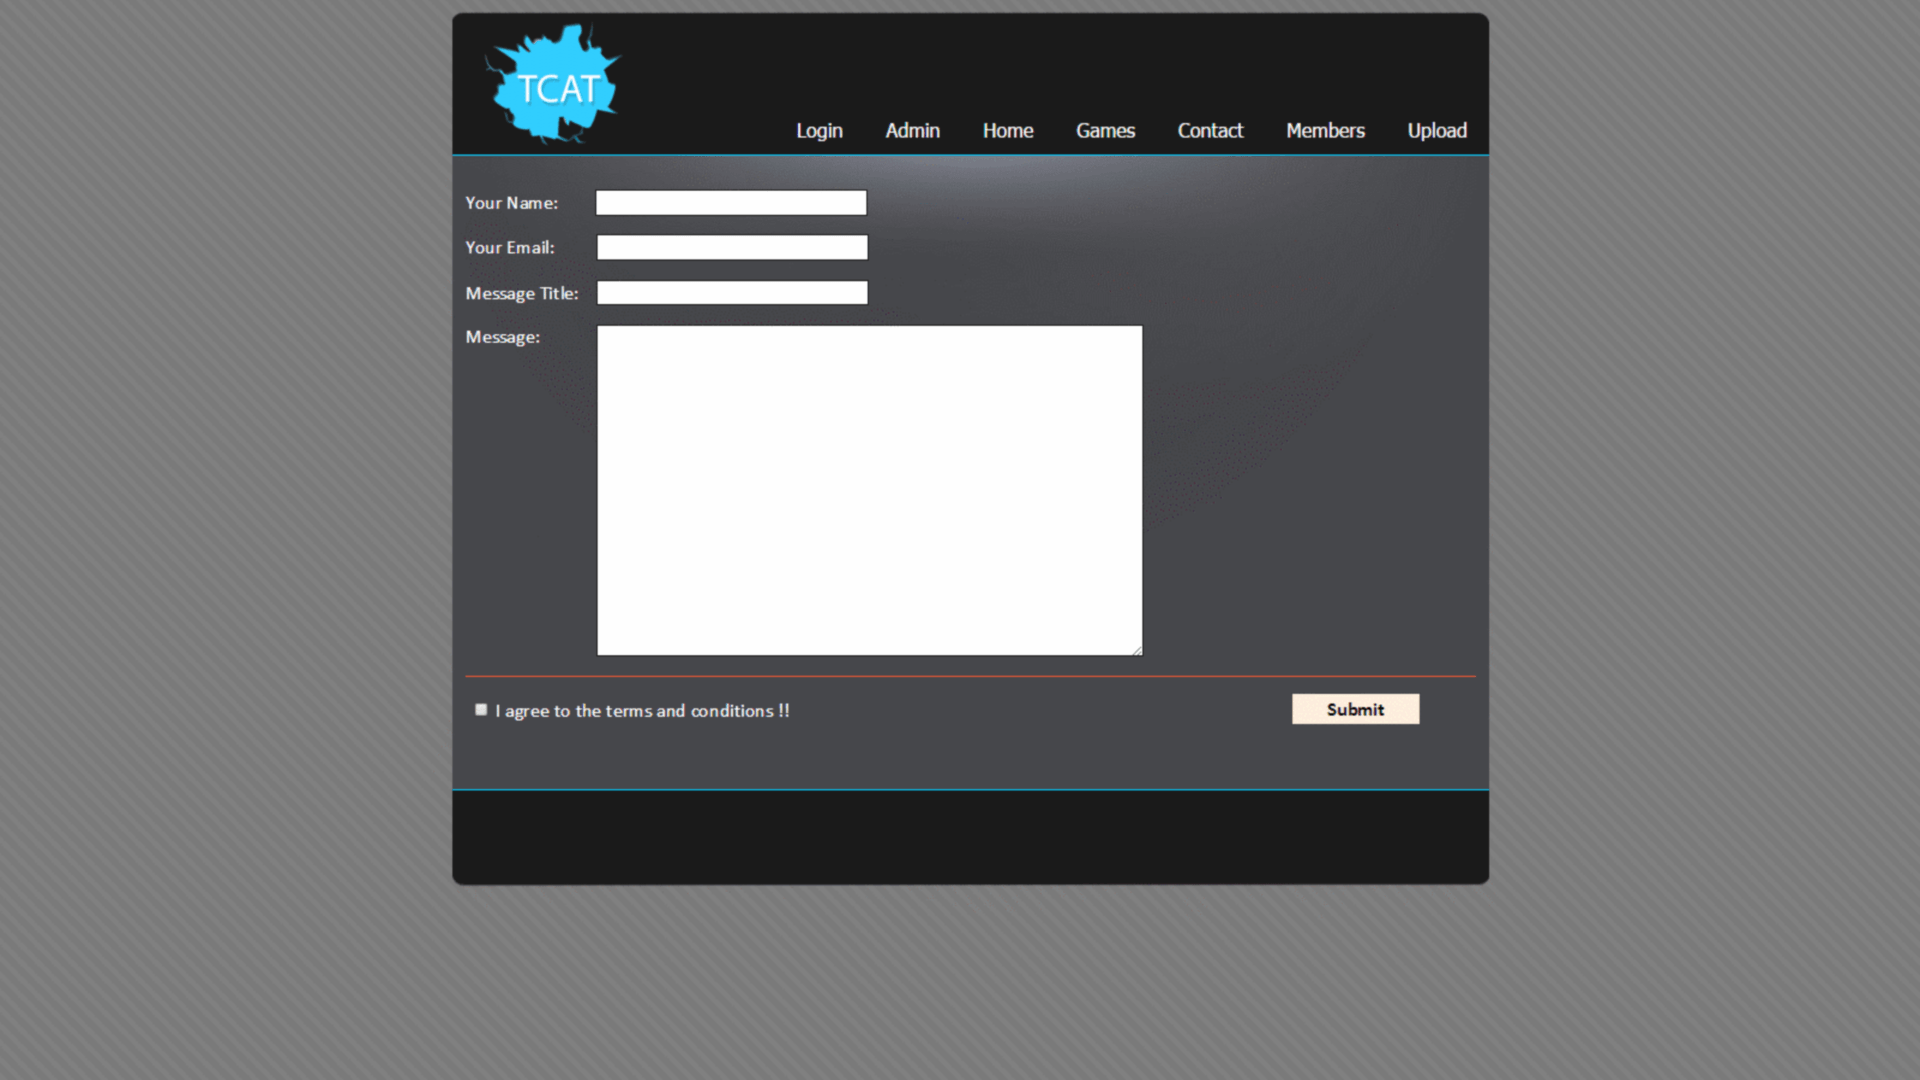 TCAT
Login Admin Home Games Contact Members Upload
Your Name:
Your Email:
Message Title:
Message:
I agree to the terms and conditions !!
Submit